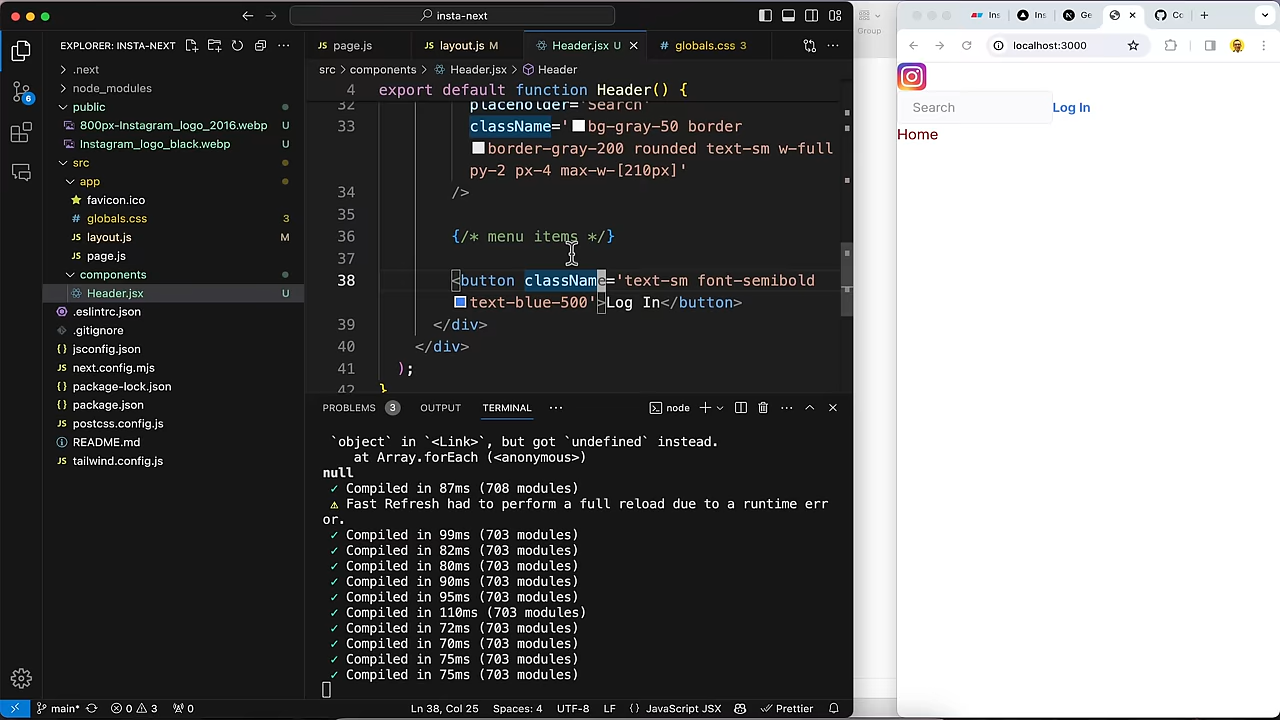 insta-next
EXPLORER: INSTA-NEXT
.next
node_modules
public
800px-Instagram_logo_2016.webp U
Instagram_logo_black.webp U
src
app
favicon.ico
globals.css 3
layout.js M
page.js
components
Header.jsx U
.eslintrc.json
.gitignore
jsconfig.json
next.config.mjs
package-lock.json
package.json
postcss.config.js
README.md
tailwind.config.js
6
page.js
layout.js M
Header.jsx U
globals.css 3
src > components > Header.jsx > Header
4 export default function Header() {
32 placeholder='Search'
33 className='bg-gray-50 border
border-gray-200 rounded text-sm w-full
py-2 px-4 max-w-[210px]'
34 />
35
36 {/* menu items */}
37
38 <button className='text-sm font-semibold
text-blue-500'>Log In</button>
39 </div>
40 </div>
41 );
42 }
PROBLEMS 3 OUTPUT TERMINAL ··· node
`object` in `<Link>`, but got `undefined` instead.
at Array.forEach (<anonymous>)
null
✓ Compiled in 87ms (708 modules)
⚠ Fast Refresh had to perform a full reload due to a runtime err
or.
✓ Compiled in 99ms (703 modules)
✓ Compiled in 82ms (703 modules)
✓ Compiled in 80ms (703 modules)
✓ Compiled in 90ms (703 modules)
✓ Compiled in 95ms (703 modules)
✓ Compiled in 110ms (703 modules)
✓ Compiled in 72ms (703 modules)
✓ Compiled in 70ms (703 modules)
✓ Compiled in 75ms (703 modules)
✓ Compiled in 75ms (703 modules)
main* 0 3 0 Ln 38, Col 25 Spaces: 4 UTF-8 LF {} JavaScript JSX Prettier
Group
Ins Ins Ge Co
localhost:3000
Search
Log In
Home